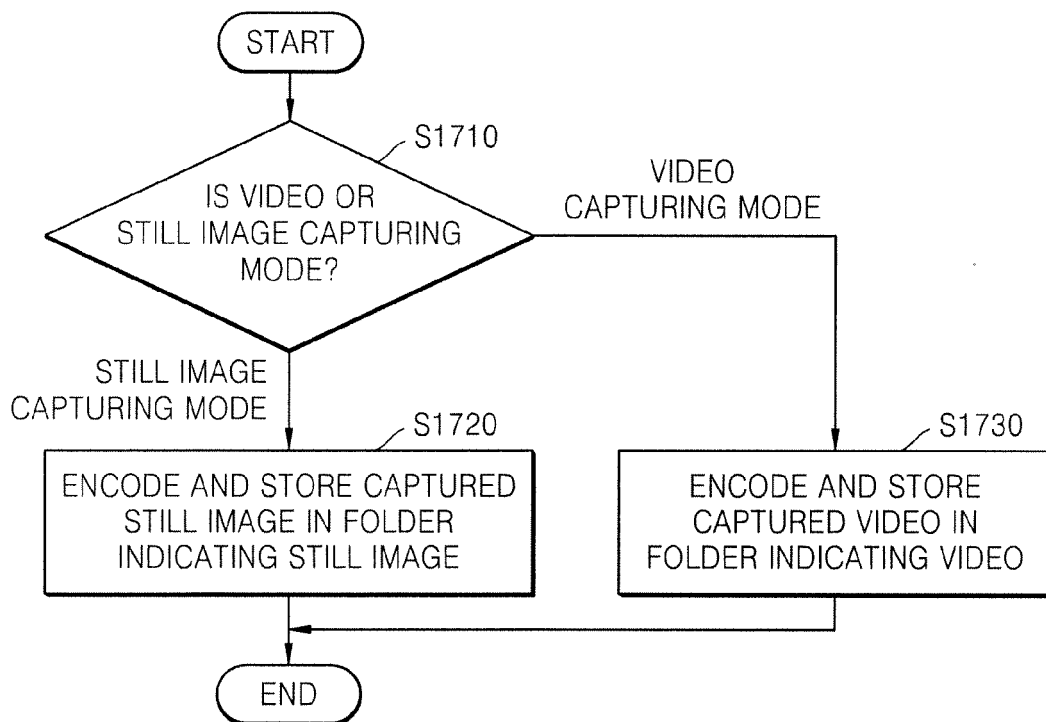 START
S1710
IS VIDEO OR
STILL IMAGE CAPTURING
MODE?
VIDEO
CAPTURING MODE
STILL IMAGE
CAPTURING MODE
S1720
ENCODE AND STORE CAPTURED
STILL IMAGE IN FOLDER
INDICATING STILL IMAGE
S1730
ENCODE AND STORE
CAPTURED VIDEO IN
FOLDER INDICATING VIDEO
END